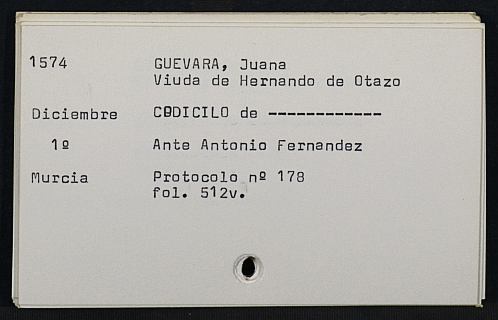 1574 GUEVARA, Juana
Viuda de Hernando de Otazo
Diciembre CODICILO de ------------
1º Ante Antonio Fernandez
Murcia Protocolo nº 178
fol. 512v.